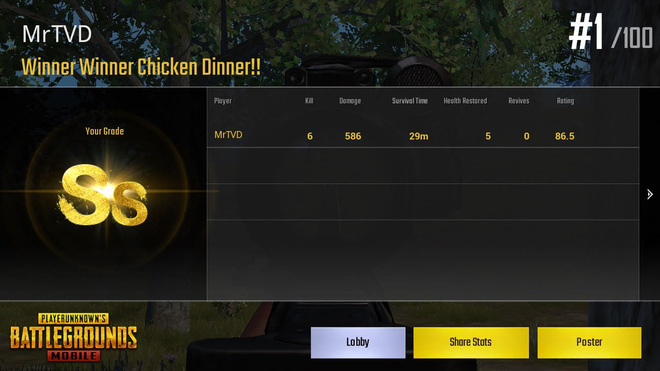 MrTVD
#1 /100
Winner Winner Chicken Dinner!!
Your Grade
Ss
Player Kill Damage Survival Time Health Restored Revives Rating
MrTVD 6 586 29m 5 0 86.5
PLAYERUNKNOWN'S
BATTLEGROUNDS
MOBILE
Lobby Share Stats Poster